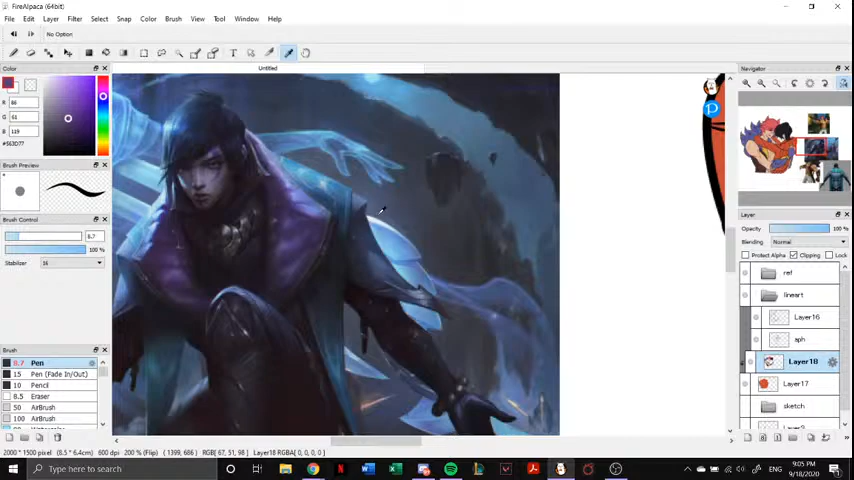 FireAlpaca (64bit)
File Edit Layer Filter Select Snap Color Brush View Tool Window Help
No Option
Untitled
Color
R 86
G 61
B 119
#563D77
Brush Preview
Brush Control
8.7
100 %
Stabilizer 16
Brush
8.7 Pen
15 Pen (Fade In/Out)
10 Pencil
8.5 Eraser
50 AirBrush
100 AirBrush
Navigator
Layer
Opacity 100 %
Blending Normal
Protect Alpha Clipping Lock
ref
lineart
Layer16
aph
Layer18
Layer17
sketch
2000 * 1500 pixel (8.5 * 6.4cm) 600 dpi 200 % (Flip) ( 1399, 686 ) RGB[ 67, 51, 98 ] Layer18 RGBA[ 0, 0, 0, 0 ]
Type here to search
ENG
9:05 PM
9/18/2020